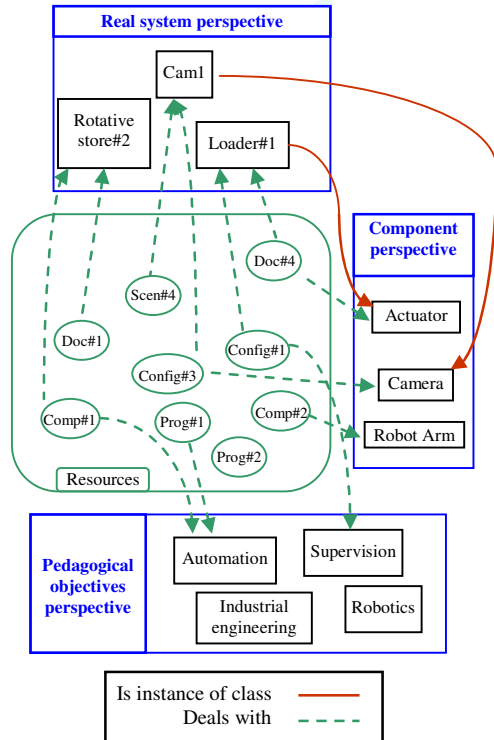 Real system perspective
Cam1
Rotative
store#2
Loader#1
Component
perspective
Doc#4
Scen#4
Actuator
Doc#1
Config#1
Config#3
Camera
Comp#1
Prog#1
Comp#2
Robot Arm
Prog#2
Resources
Pedagogical
objectives
perspective
Automation
Supervision
Industrial
engineering
Robotics
Is instance of class
Deals with